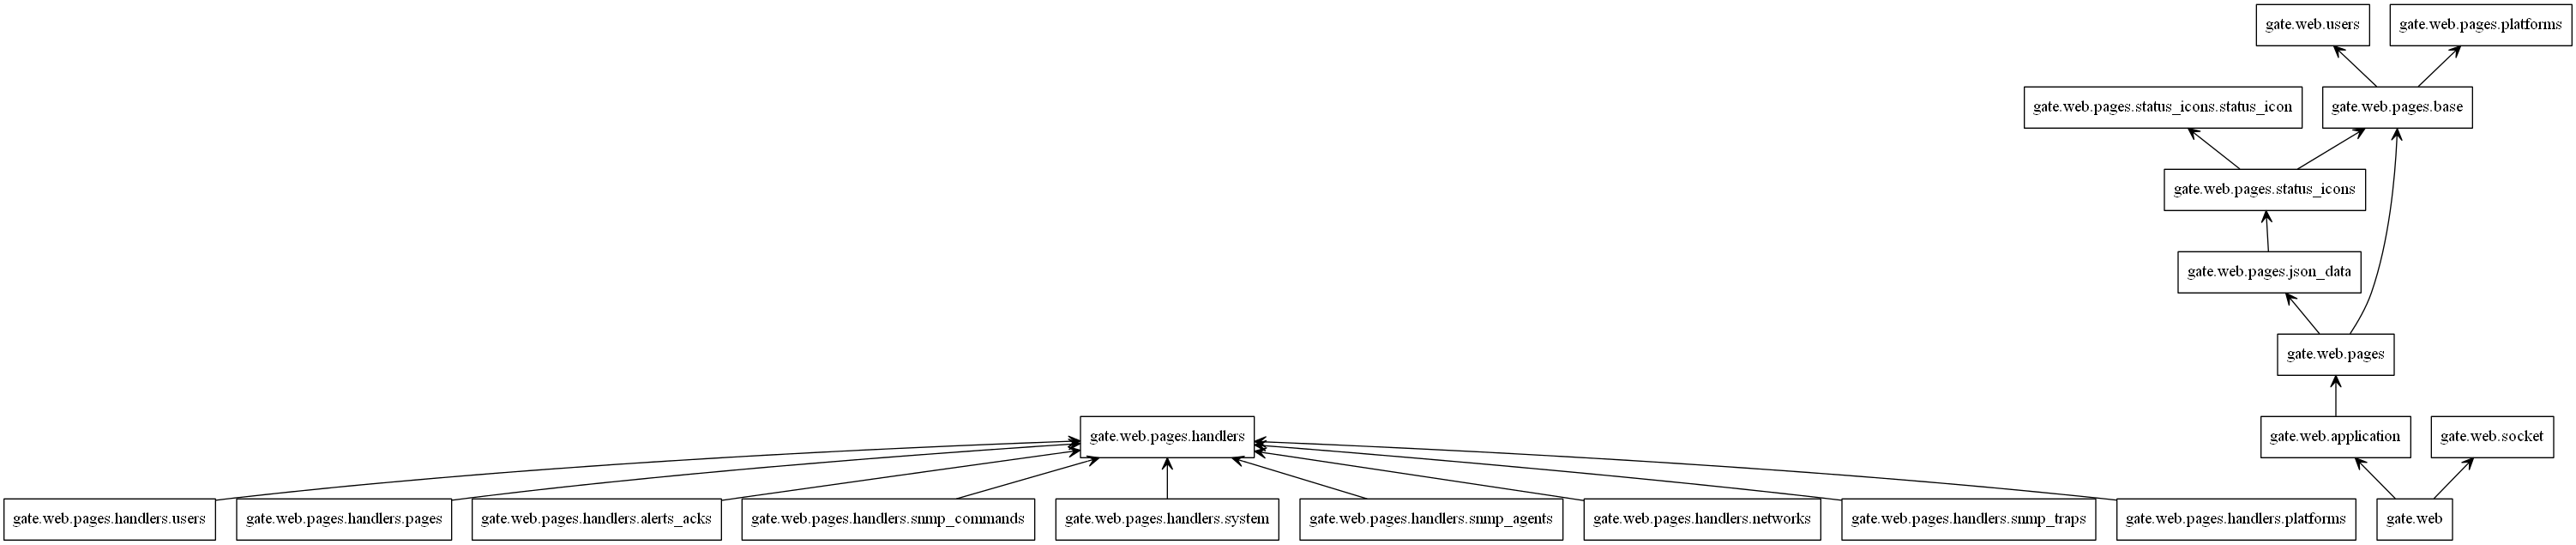 gate.web.users
gate.web.pages.platforms
gate.web.pages.status_icons.status_icon
gate.web.pages.base
gate.web.pages.status_icons
gate.web.pages.json_data
gate.web.pages
gate.web.pages.handlers
gate.web.application
gate.web.socket
gate.web.pages.handlers.users
gate.web.pages.handlers.pages
gate.web.pages.handlers.alerts_acks
gate.web.pages.handlers.snmp_commands
gate.web.pages.handlers.system
gate.web.pages.handlers.snmp_agents
gate.web.pages.handlers.networks
gate.web.pages.handlers.snmp_traps
gate.web.pages.handlers.platforms
gate.web